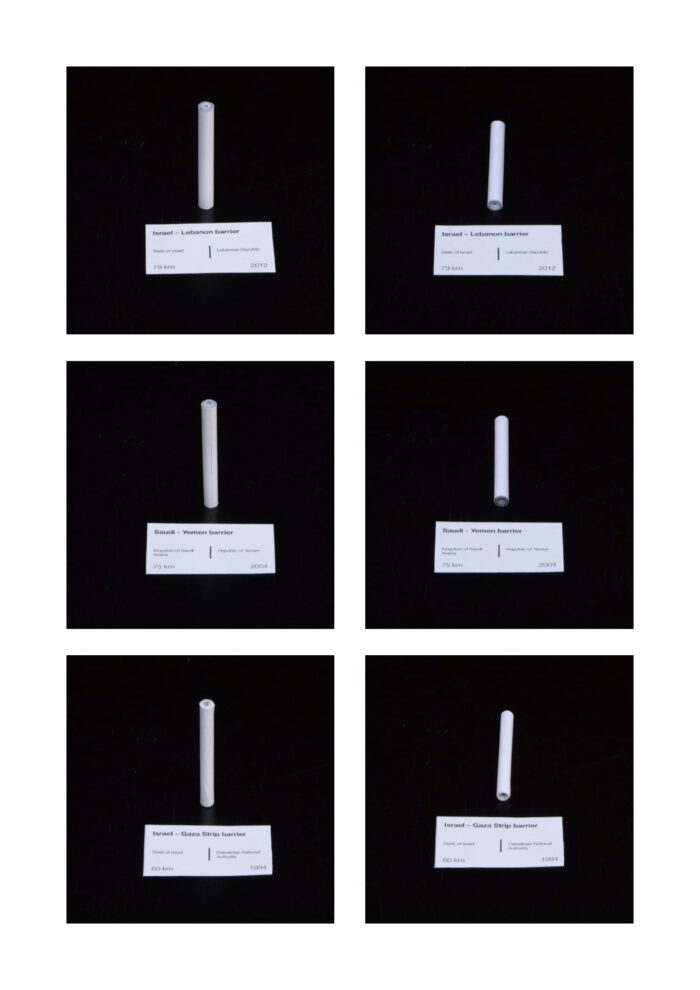 Israel – Lebanon barrier
State of Israel | Lebanese Republic
79 km 2012
Israel – Lebanon barrier
State of Israel | Lebanese Republic
79 km 2012
Saudi - Yemen barrier
Kingdom of Saudi Arabia | Republic of Yemen
75 km 2004
Saudi - Yemen barrier
Kingdom of Saudi Arabia | Republic of Yemen
75 km 2004
Israel – Gaza Strip barrier
State of Israel | Palestinian National Authority
60 km 1994
Israel – Gaza Strip barrier
State of Israel | Palestinian National Authority
60 km 1994